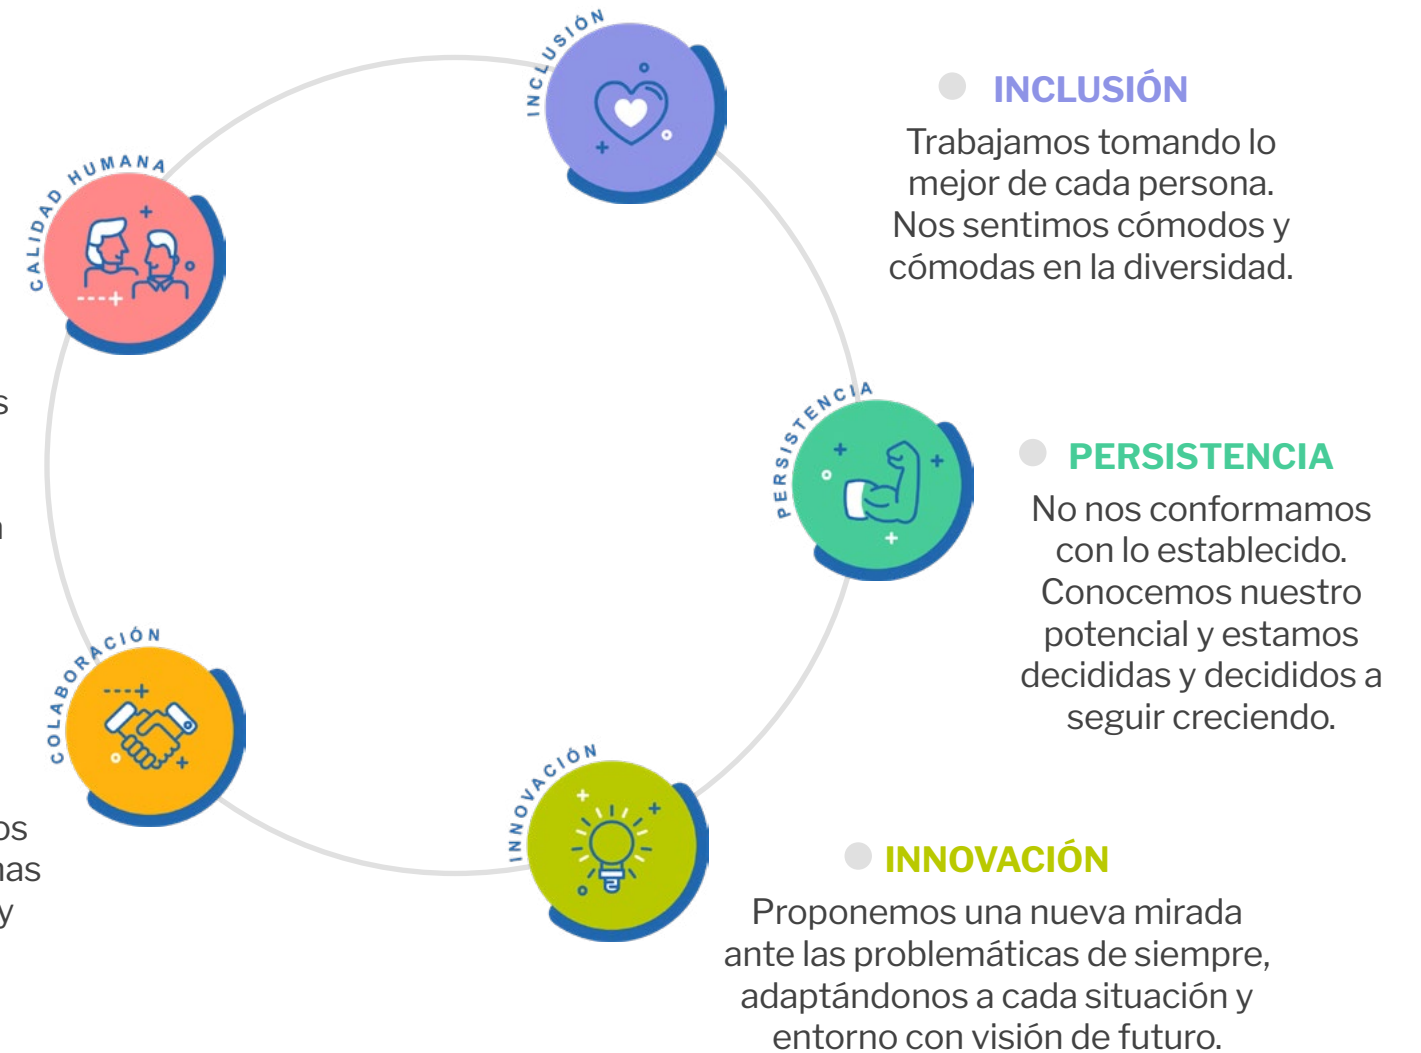 INCLUSIÓN
INCLUSIÓN
Trabajamos tomando lo
mejor de cada persona.
Nos sentimos cómodos y
cómodas en la diversidad.
CALIDAD HUMANA
PERSISTENCIA
PERSISTENCIA
No nos conformamos
con lo establecido.
Conocemos nuestro
potencial y estamos
decididas y decididos a
seguir creciendo.
COLABORACIÓN
y
INNOVACIÓN
INNOVACIÓN
Proponemos una nueva mirada
ante las problemáticas de siempre,
adaptándonos a cada situación y
entorno con visión de futuro.